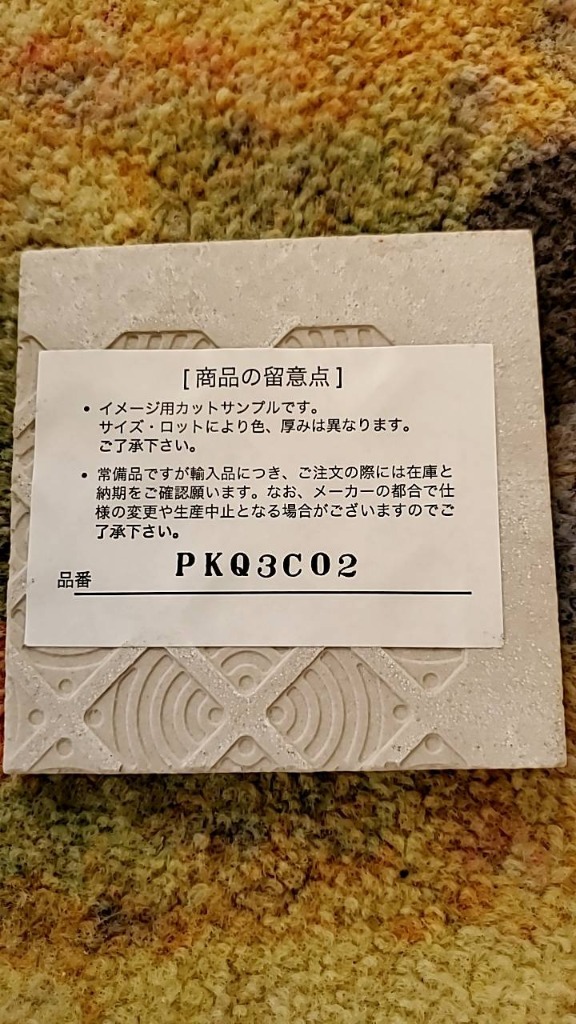 [商品の留意点]
• イメージ用カットサンプルです。
サイズ・ロットにより色、厚みは異なります。
ご了承下さい。
• 常備品ですが輸入品につき、ご注文の際には在庫と
納期をご確認願います。なお、メーカーの都合で仕
様の変更や生産中止となる場合がございますのでご
了承下さい。
品番 PKQ3C02